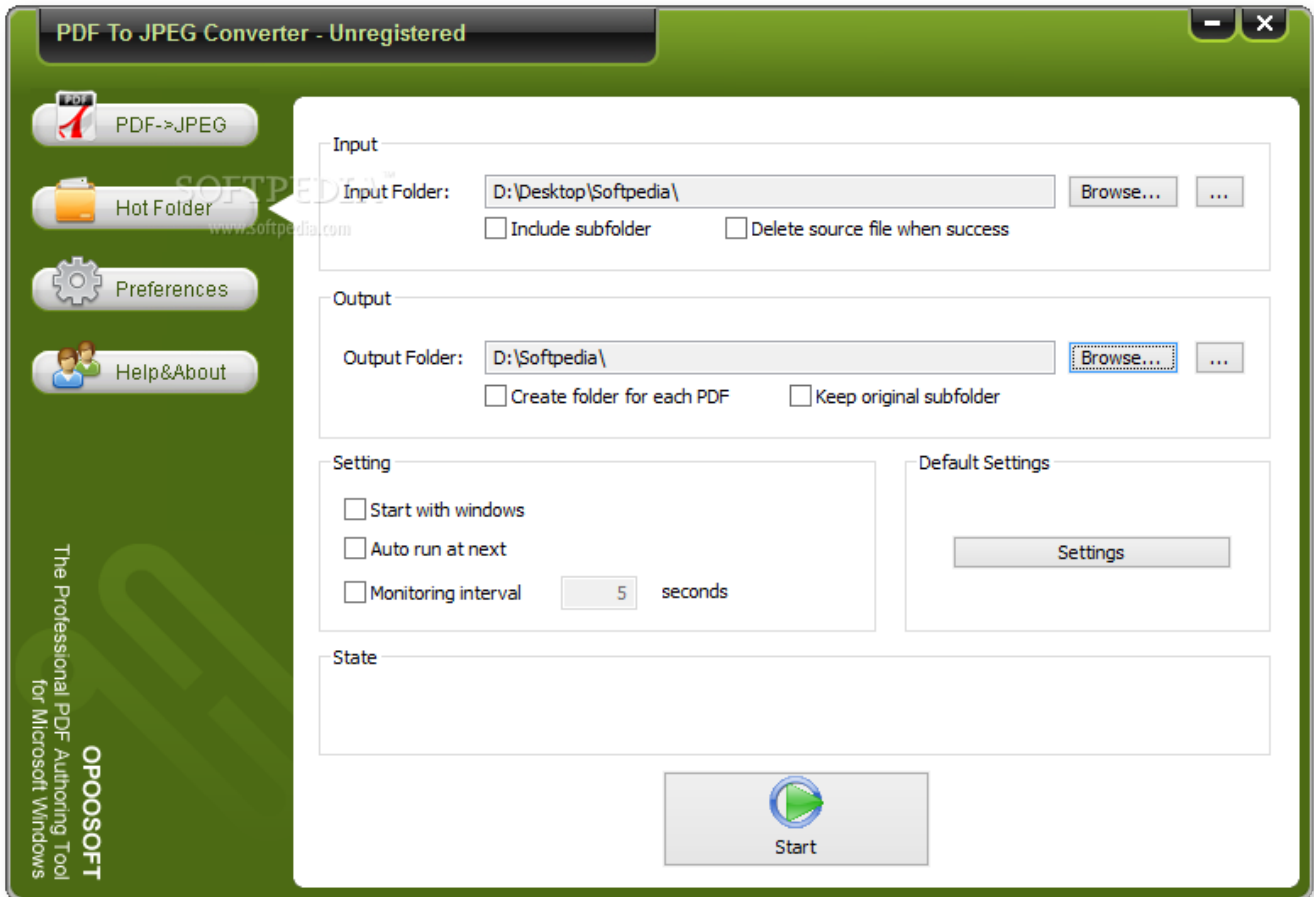 PDF To JPEG Converter - Unregistered
PDF
PDF->JPEG
Hot Folder
Preferences
Help&About
SOFTPEDIA™
www.softpedia.com
Input
Input Folder: D:\Desktop\Softpedia\ Browse... ...
Include subfolder Delete source file when success
Output
Output Folder: D:\Softpedia\ Browse... ...
Create folder for each PDF Keep original subfolder
Setting
Start with windows
Auto run at next
Monitoring interval 5 seconds
Default Settings
Settings
State
Start
OPOOSOFT
The Professional PDF Authoring Tool
for Microsoft Windows